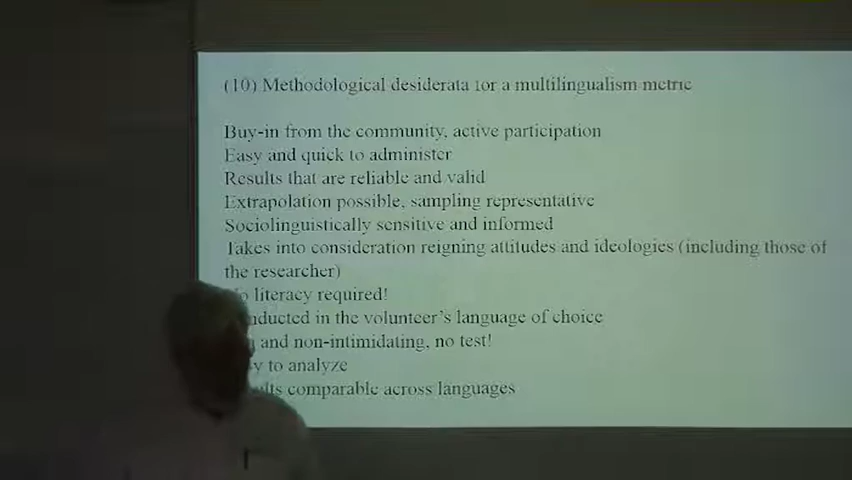 (10) Methodological desiderata for a multilingualism metric
Buy-in from the community, active participation
Easy and quick to administer
Results that are reliable and valid
Extrapolation possible, sampling representative
Sociolinguistically sensitive and informed
Takes into consideration reigning attitudes and ideologies (including those of
the researcher)
literacy required!
in the volunteer's language of choice
and non-intimidating, no test!
to analyze
comparable across languages